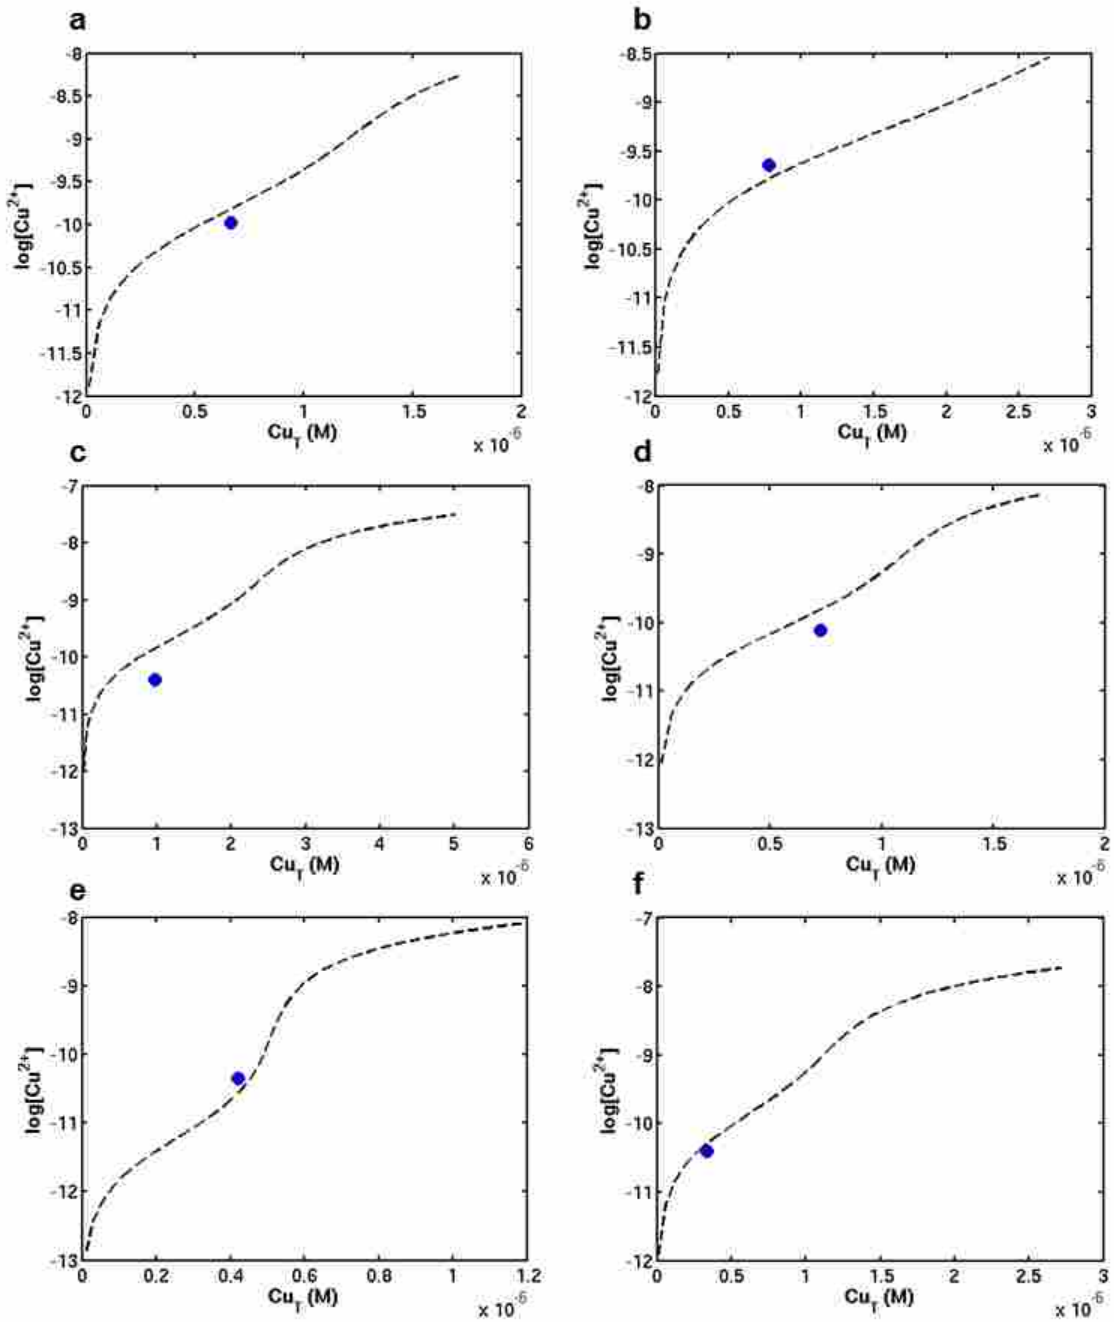 a
-8
-8.5
-9
-9.5
-10
-10.5
-11
-11.5
-12
log[Cu2+]
0 0.5 1 1.5 2
CuT (M)
x 10-6
b
-8.5
-9
-9.5
-10
-10.5
-11
-11.5
-12
log[Cu2+]
0 0.5 1 1.5 2 2.5 3
CuT (M)
x 10-6
c
-7
-8
-9
-10
-11
-12
-13
log[Cu2+]
0 1 2 3 4 5 6
CuT (M)
x 10-6
d
-8
-9
-10
-11
-12
-13
log[Cu2+]
0 0.5 1 1.5 2
CuT (M)
x 10-6
e
-8
-9
-10
-11
-12
-13
log[Cu2+]
0 0.2 0.4 0.6 0.8 1 1.2
CuT (M)
x 10-6
f
-7
-8
-9
-10
-11
-12
log[Cu2+]
0 0.5 1 1.5 2 2.5 3
CuT (M)
x 10-6